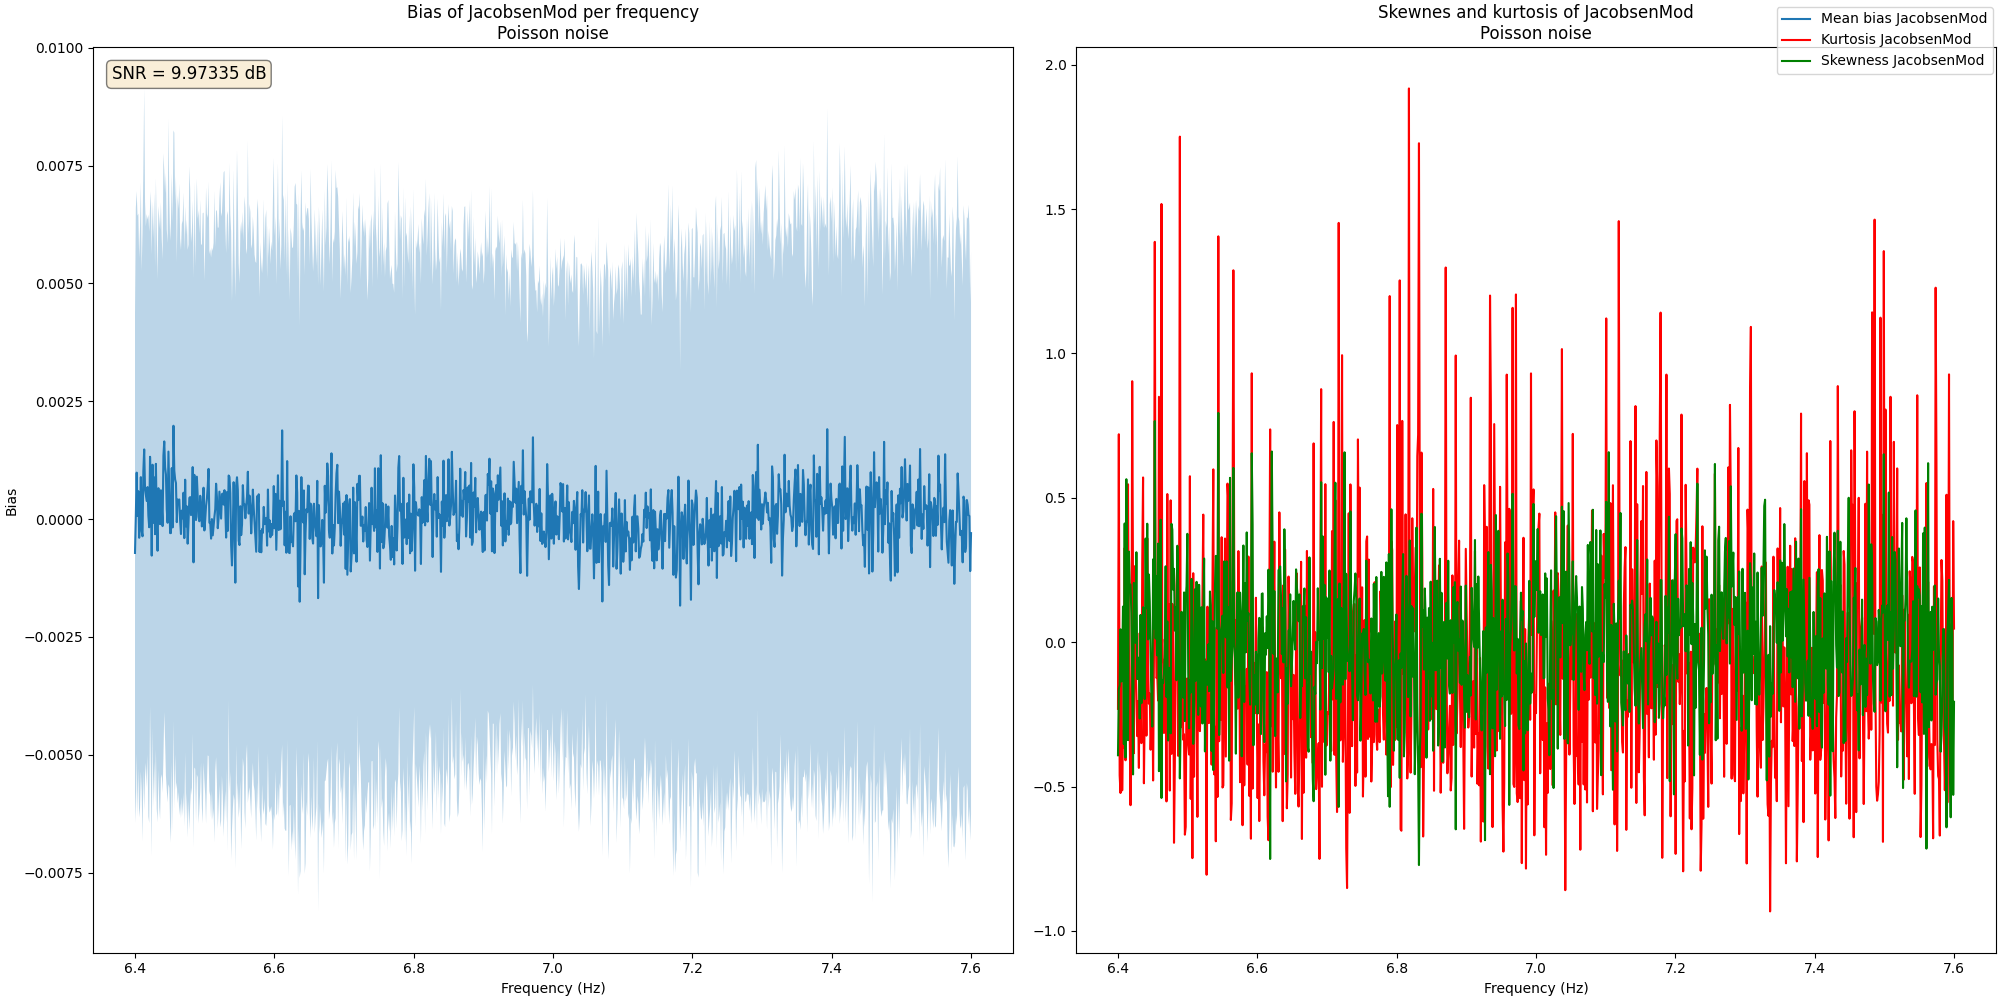 Bias of JacobsenMod per frequency
Poisson noise
SNR = 9.97335 dB
0.0100
0.0075
0.0050
0.0025
0.0000
−0.0025
−0.0050
−0.0075
Bias
6.4 6.6 6.8 7.0 7.2 7.4 7.6
Frequency (Hz)
Skewnes and kurtosis of JacobsenMod
Poisson noise
Mean bias JacobsenMod
Kurtosis JacobsenMod
Skewness JacobsenMod
2.0
1.5
1.0
0.5
0.0
−0.5
−1.0
6.4 6.6 6.8 7.0 7.2 7.4 7.6
Frequency (Hz)